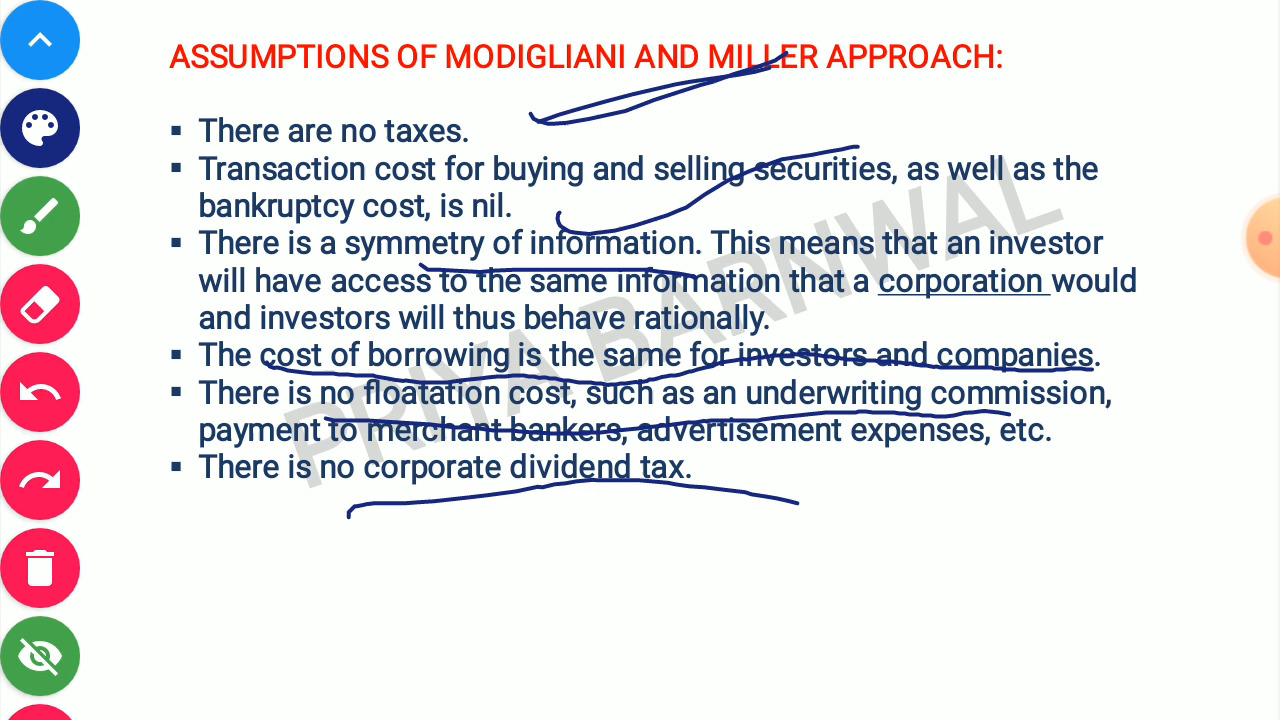 ASSUMPTIONS OF MODIGLIANI AND MILLER APPROACH:
▪ There are no taxes.
▪ Transaction cost for buying and selling securities, as well as the
bankruptcy cost, is nil.
▪ There is a symmetry of information. This means that an investor
will have access to the same information that a corporation would
and investors will thus behave rationally.
▪ The cost of borrowing is the same for investors and companies.
▪ There is no floatation cost, such as an underwriting commission,
payment to merchant bankers, advertisement expenses, etc.
▪ There is no corporate dividend tax.
PRIYA BARNWAL